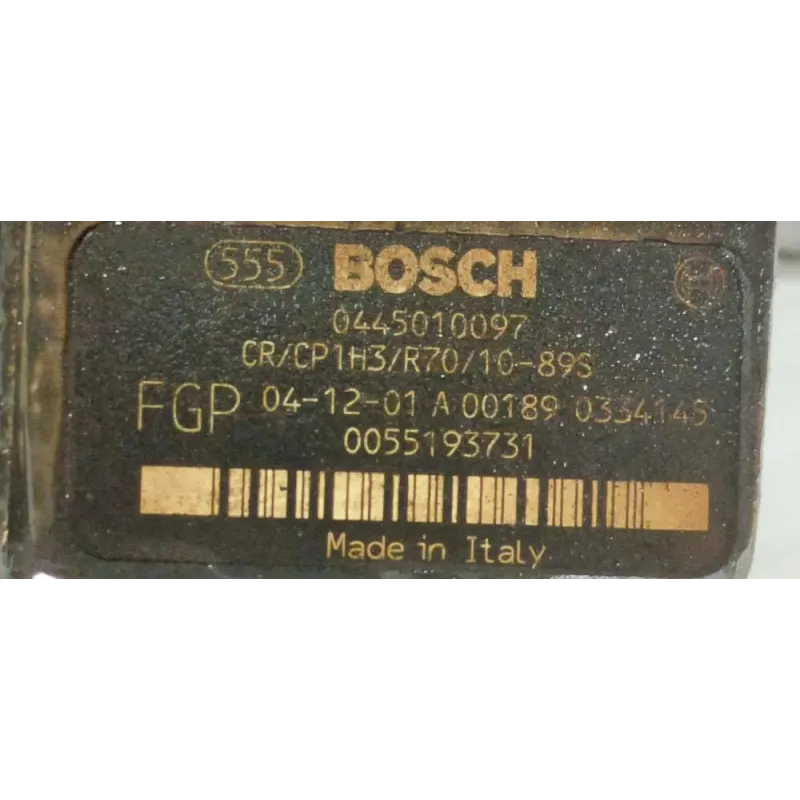 555 BOSCH
0445010097
CR/CP1H3/R70/10-89S
FGP 04-12-01 A 00189 0334145
0055193731
Made in Italy